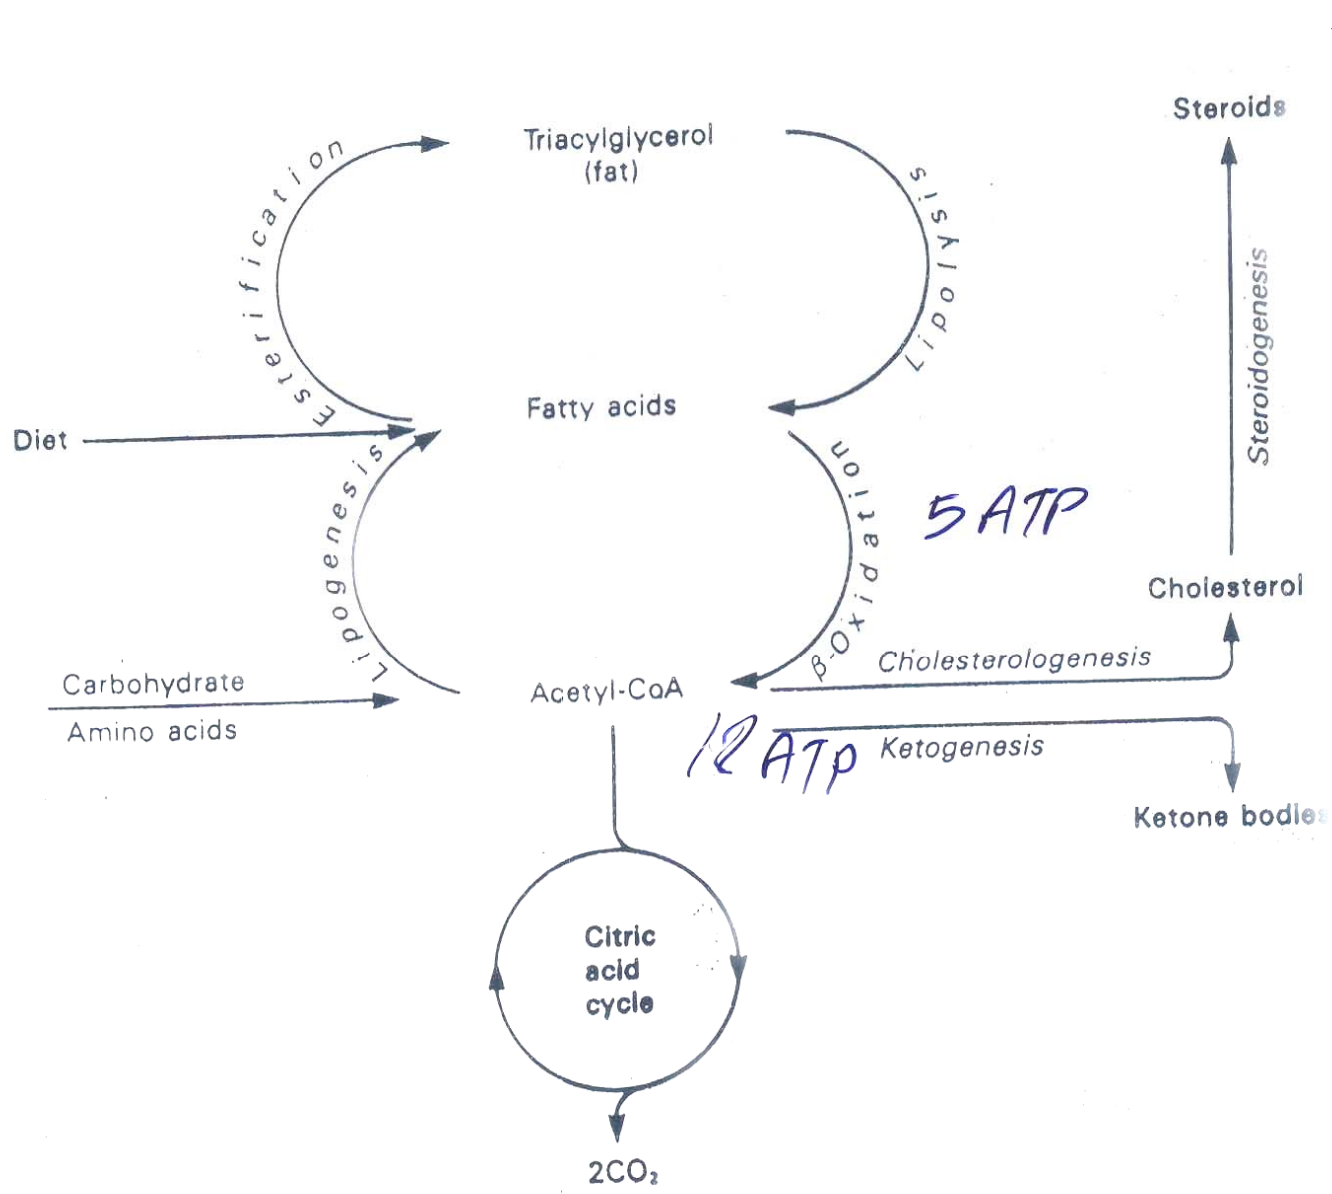 Steroids
Triacylglycerol
(fat)
Esterification
Lipolysis
Steroidogenesis
Fatty acids
Diet
Lipogenesis
β-Oxidation
5 ATP
Cholesterol
Cholesterologenesis
Carbohydrate
Amino acids
Acetyl-CoA
12 ATP
Ketogenesis
Ketone bodies
Citric
acid
cycle
2CO₂